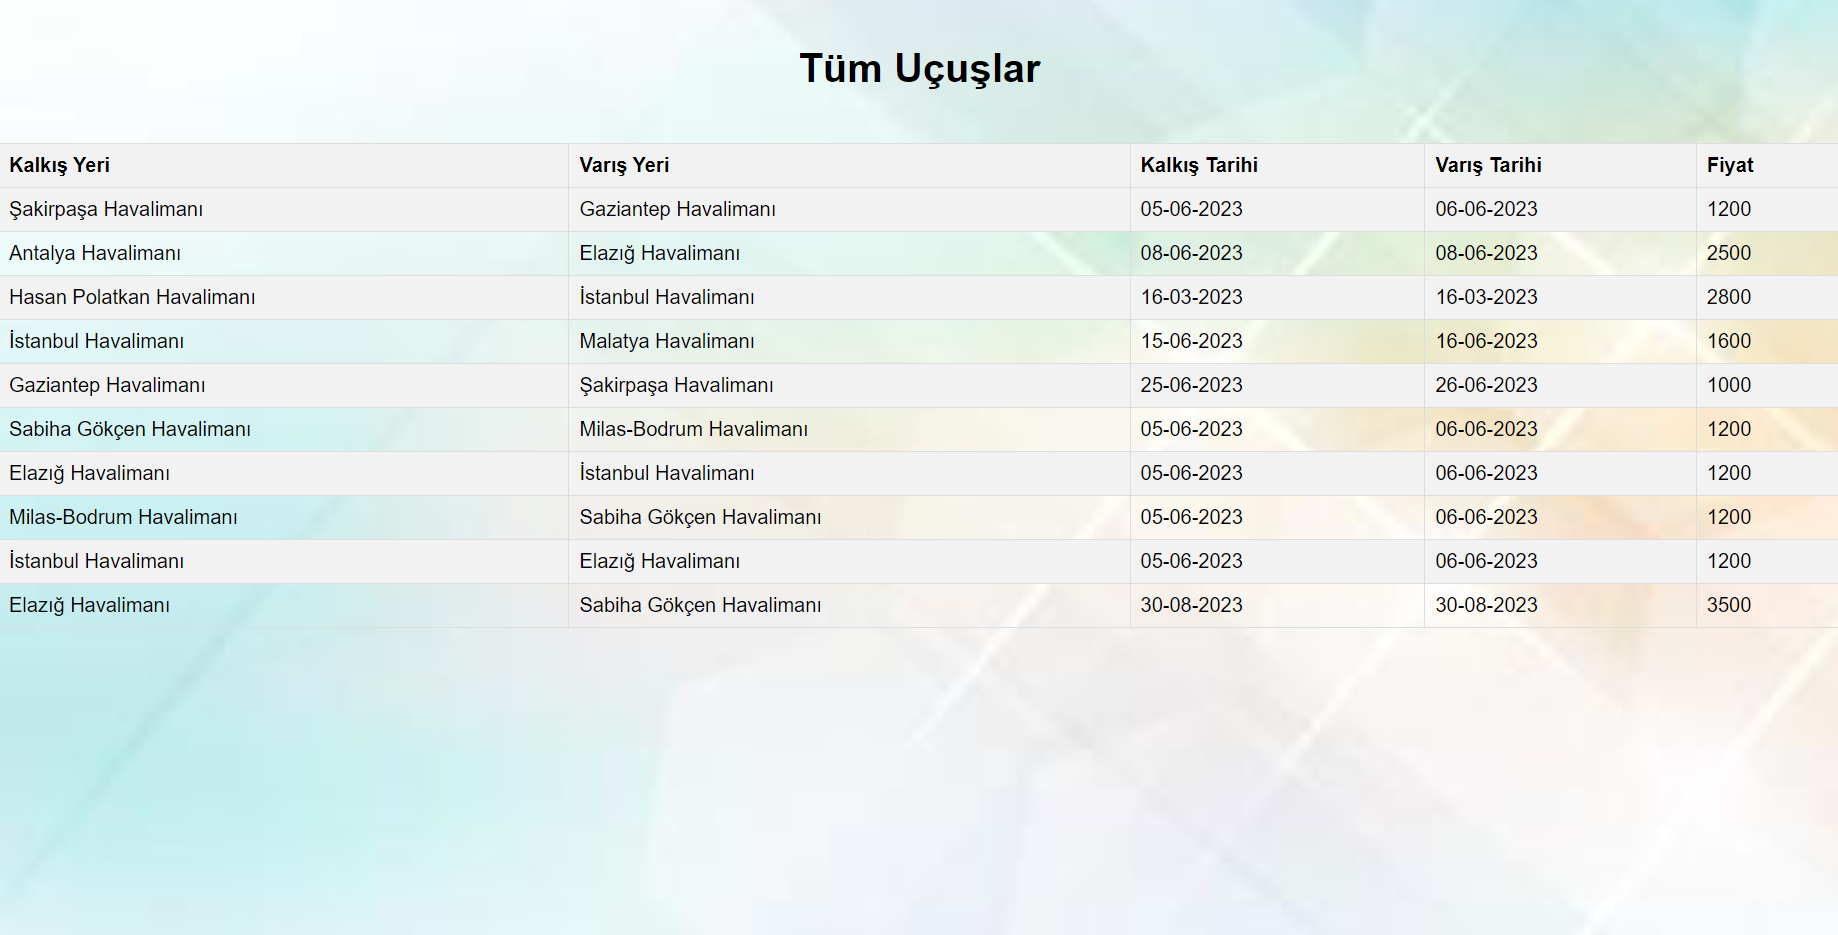 Tüm Uçuşlar
Kalkış Yeri Varış Yeri Kalkış Tarihi Varış Tarihi Fiyat
Şakirpaşa Havalimanı Gaziantep Havalimanı 05-06-2023 06-06-2023 1200
Antalya Havalimanı Elazığ Havalimanı 08-06-2023 08-06-2023 2500
Hasan Polatkan Havalimanı İstanbul Havalimanı 16-03-2023 16-03-2023 2800
İstanbul Havalimanı Malatya Havalimanı 15-06-2023 16-06-2023 1600
Gaziantep Havalimanı Şakirpaşa Havalimanı 25-06-2023 26-06-2023 1000
Sabiha Gökçen Havalimanı Milas-Bodrum Havalimanı 05-06-2023 06-06-2023 1200
Elazığ Havalimanı İstanbul Havalimanı 05-06-2023 06-06-2023 1200
Milas-Bodrum Havalimanı Sabiha Gökçen Havalimanı 05-06-2023 06-06-2023 1200
İstanbul Havalimanı Elazığ Havalimanı 05-06-2023 06-06-2023 1200
Elazığ Havalimanı Sabiha Gökçen Havalimanı 30-08-2023 30-08-2023 3500